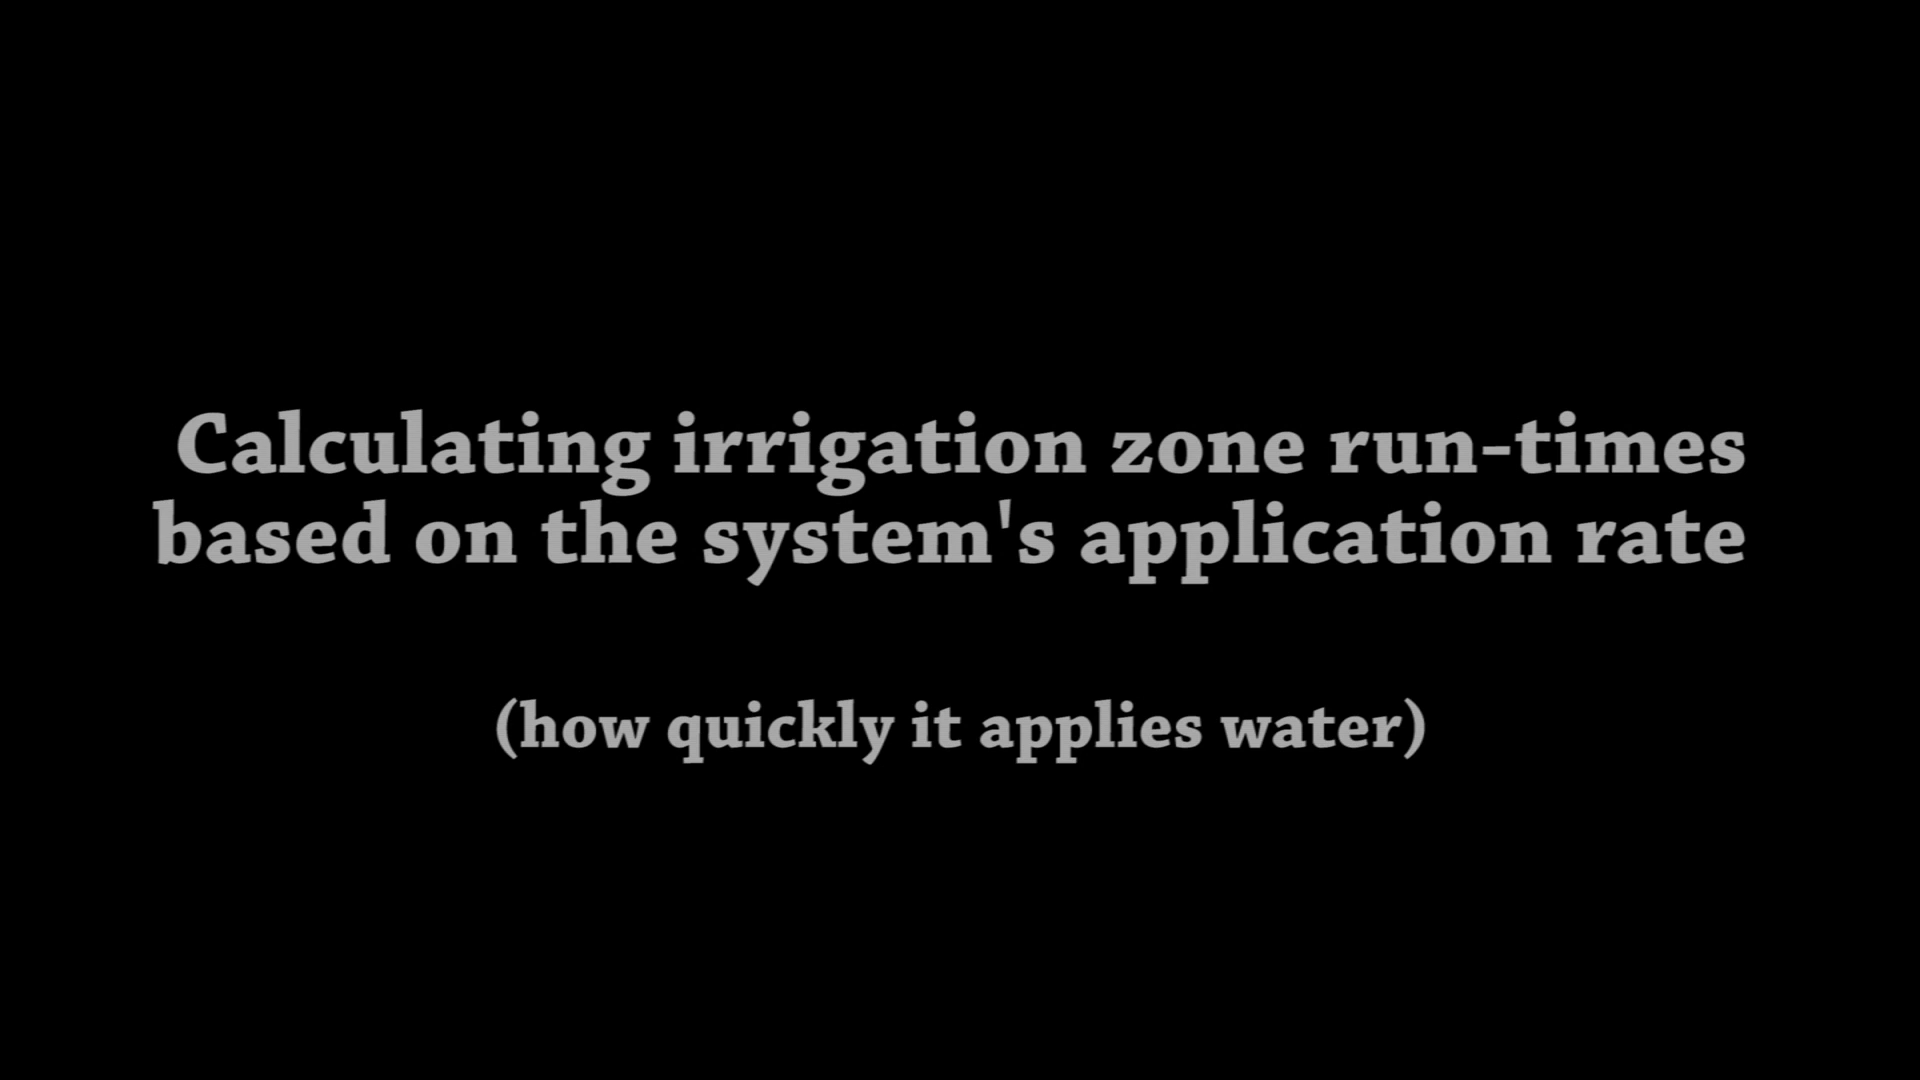 Calculating irrigation zone run-times
based on the system's application rate
(how quickly it applies water)